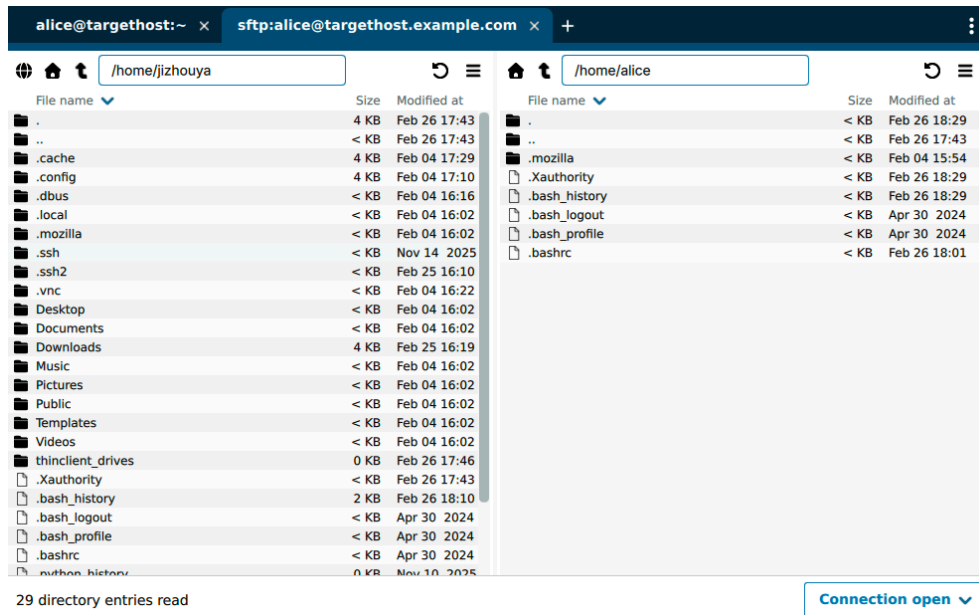 alice@targethost:~ ×
sftp:alice@targethost.example.com ×
+
/home/jizhouya
File name Size Modified at
. 4 KB Feb 26 17:43
.. < KB Feb 26 17:43
.cache 4 KB Feb 04 17:29
.config 4 KB Feb 04 17:10
.dbus < KB Feb 04 16:16
.local < KB Feb 04 16:02
.mozilla < KB Feb 04 16:02
.ssh < KB Nov 14 2025
.ssh2 < KB Feb 25 16:10
.vnc < KB Feb 04 16:22
Desktop < KB Feb 04 16:02
Documents < KB Feb 04 16:02
Downloads 4 KB Feb 25 16:19
Music < KB Feb 04 16:02
Pictures < KB Feb 04 16:02
Public < KB Feb 04 16:02
Templates < KB Feb 04 16:02
Videos < KB Feb 04 16:02
thinclient_drives 0 KB Feb 26 17:46
.Xauthority < KB Feb 26 17:43
.bash_history 2 KB Feb 26 18:10
.bash_logout < KB Apr 30 2024
.bash_profile < KB Apr 30 2024
.bashrc < KB Apr 30 2024
.python_history 0 KB Nov 10 2025
/home/alice
File name Size Modified at
. < KB Feb 26 18:29
.. < KB Feb 26 17:43
.mozilla < KB Feb 04 15:54
.Xauthority < KB Feb 26 18:29
.bash_history < KB Feb 26 18:29
.bash_logout < KB Apr 30 2024
.bash_profile < KB Apr 30 2024
.bashrc < KB Feb 26 18:01
29 directory entries read
Connection open